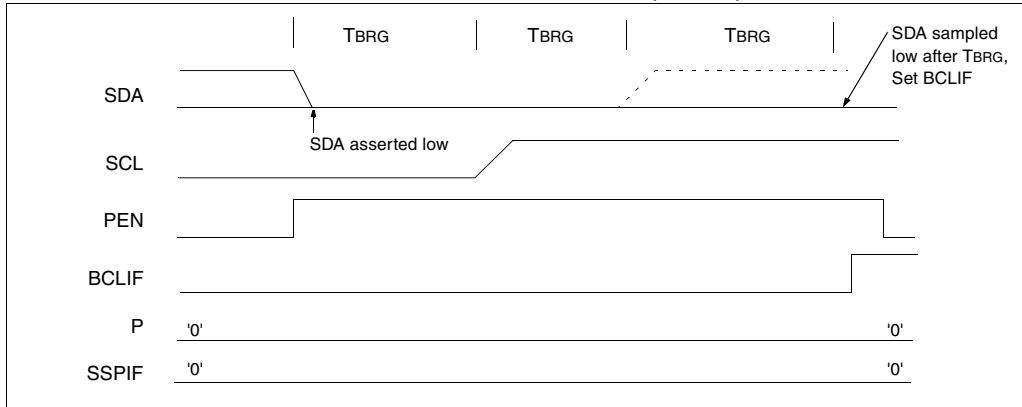 TBRG TBRG TBRG
SDA sampled
low after TBRG,
Set BCLIF
SDA
SDA asserted low
SCL
PEN
BCLIF
P '0' '0'
SSPIF '0' '0'